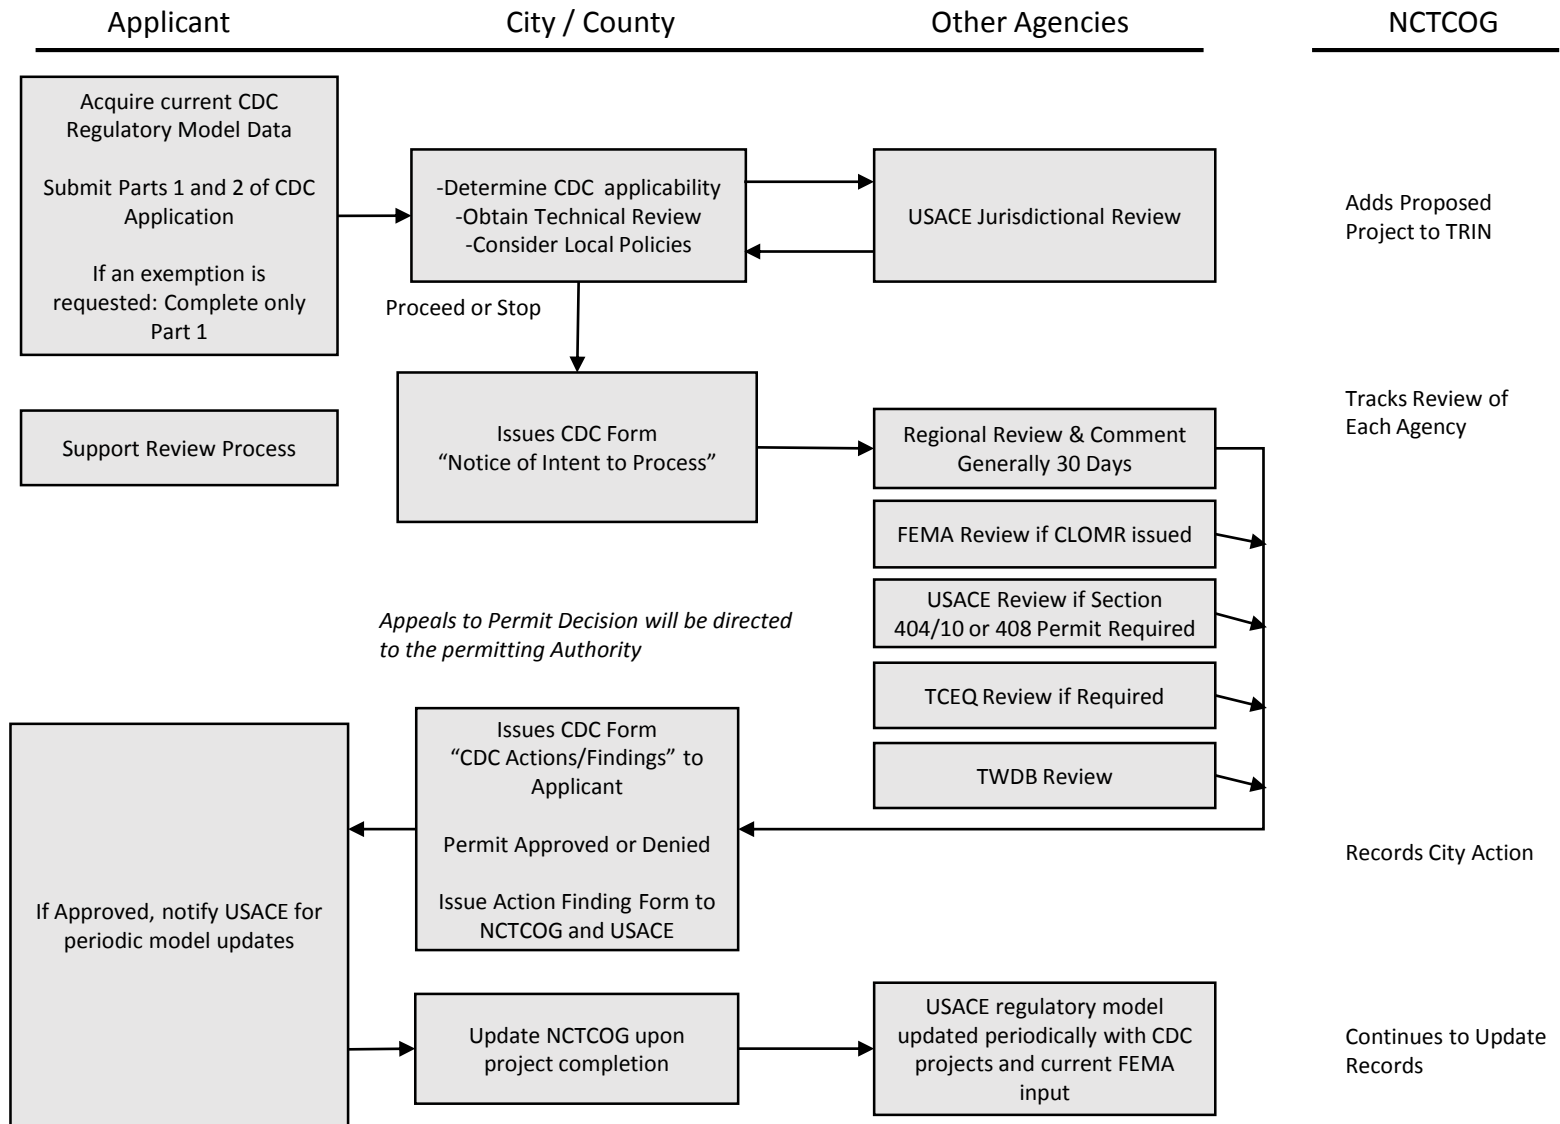 Applicant
City / County
Other Agencies
NCTCOG
Acquire current CDC
Regulatory Model Data
Submit Parts 1 and 2 of CDC
Application
If an exemption is
requested: Complete only
Part 1
-Determine CDC applicability
-Obtain Technical Review
-Consider Local Policies
USACE Jurisdictional Review
Adds Proposed
Project to TRIN
Proceed or Stop
Support Review Process
Issues CDC Form
“Notice of Intent to Process”
Regional Review & Comment
Generally 30 Days
Tracks Review of
Each Agency
FEMA Review if CLOMR issued
USACE Review if Section
404/10 or 408 Permit Required
TCEQ Review if Required
TWDB Review
Appeals to Permit Decision will be directed
to the permitting Authority
Issues CDC Form
“CDC Actions/Findings” to
Applicant
Permit Approved or Denied
Issue Action Finding Form to
NCTCOG and USACE
Records City Action
If Approved, notify USACE for
periodic model updates
Update NCTCOG upon
project completion
USACE regulatory model
updated periodically with CDC
projects and current FEMA
input
Continues to Update
Records